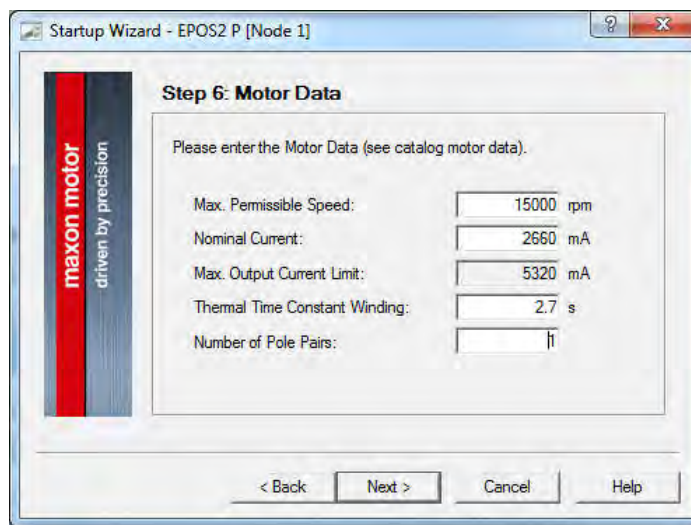 Startup Wizard - EPOS2 P [Node 1]
Step 6: Motor Data
maxon motor
driven by precision
Please enter the Motor Data (see catalog motor data).
Max. Permissible Speed: 15000 rpm
Nominal Current: 2660 mA
Max. Output Current Limit: 5320 mA
Thermal Time Constant Winding: 2.7 s
Number of Pole Pairs: 1
< Back Next > Cancel Help